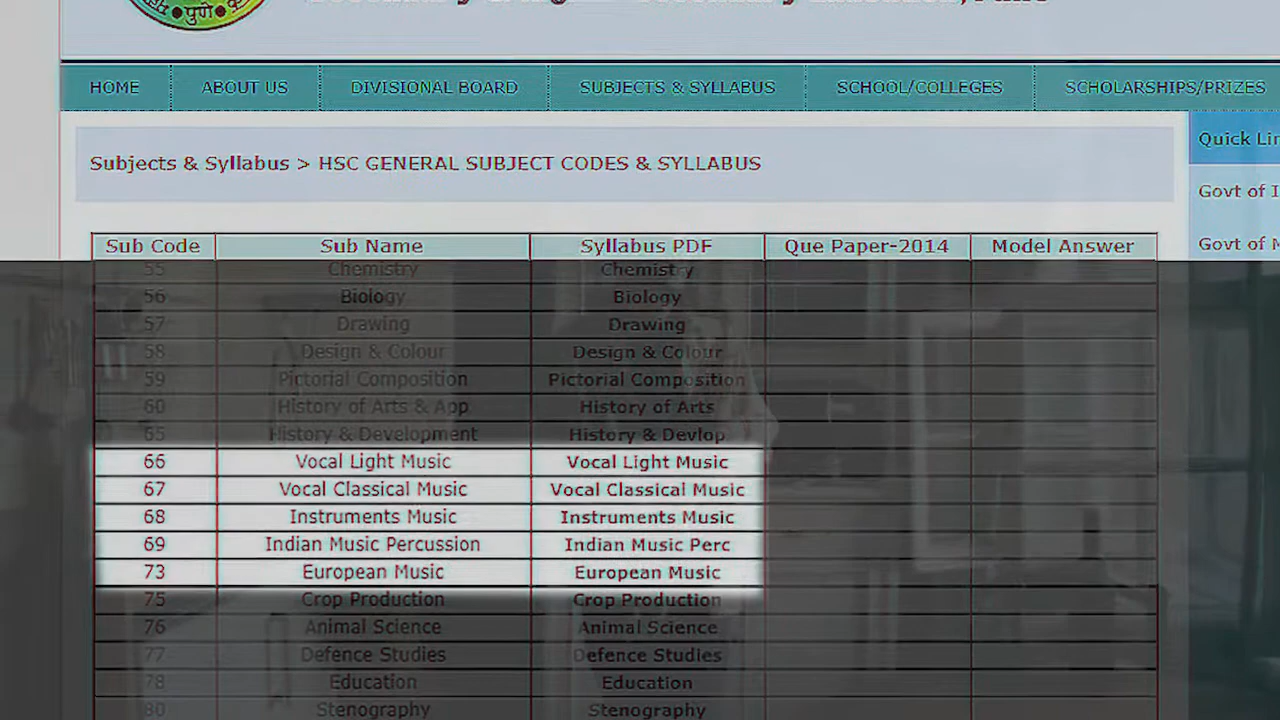 पुणे
HOME ABOUT US DIVISIONAL BOARD SUBJECTS & SYLLABUS SCHOOL/COLLEGES SCHOLARSHIPS/PRIZES
Subjects & Syllabus > HSC GENERAL SUBJECT CODES & SYLLABUS
Quick
Govt of
Govt of
Sub Code Sub Name Syllabus PDF Que Paper-2014 Model Answer
55 Chemistry Chemistry
56 Biology Biology
57 Drawing Drawing
58 Design & Colour Design & Colour
59 Pictorial Composition Pictorial Composition
60 History of Arts & App History of Arts
65 History & Development History & Devlop
66 Vocal Light Music Vocal Light Music
67 Vocal Classical Music Vocal Classical Music
68 Instruments Music Instruments Music
69 Indian Music Percussion Indian Music Perc
73 European Music European Music
75 Crop Production Crop Production
76 Animal Science Animal Science
77 Defence Studies Defence Studies
78 Education Education
80 Stenography Stenography